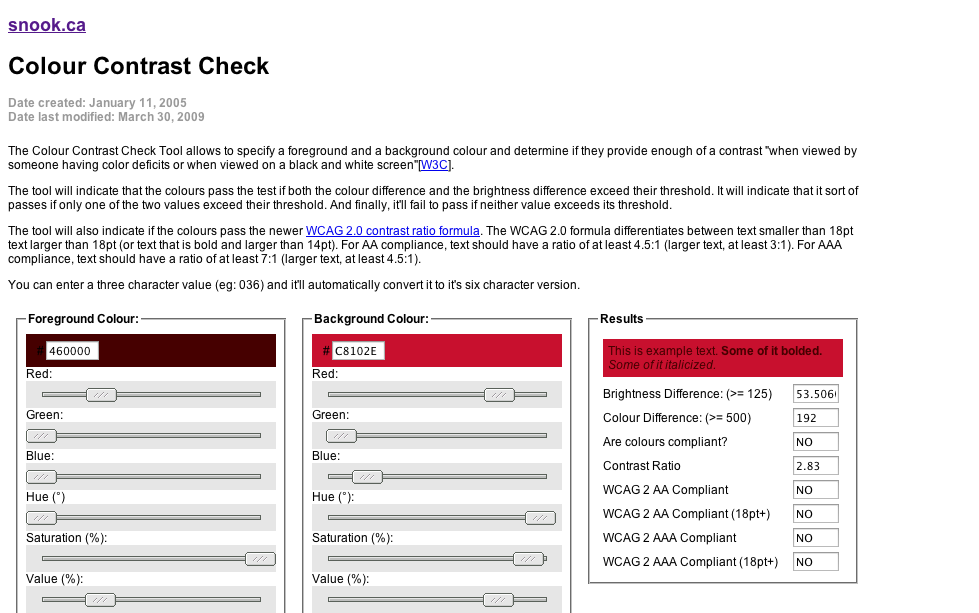 snook.ca
Colour Contrast Check
Date created: January 11, 2005
Date last modified: March 30, 2009
The Colour Contrast Check Tool allows to specify a foreground and a background colour and determine if they provide enough of a contrast "when viewed by
someone having color deficits or when viewed on a black and white screen"[W3C].
The tool will indicate that the colours pass the test if both the colour difference and the brightness difference exceed their threshold. It will indicate that it sort of
passes if only one of the two values exceed their threshold. And finally, it'll fail to pass if neither value exceeds its threshold.
The tool will also indicate if the colours pass the newer WCAG 2.0 contrast ratio formula. The WCAG 2.0 formula differentiates between text smaller than 18pt
text larger than 18pt (or text that is bold and larger than 14pt). For AA compliance, text should have a ratio of at least 4.5:1 (larger text, at least 3:1). For AAA
compliance, text should have a ratio of at least 7:1 (larger text, at least 4.5:1).
You can enter a three character value (eg: 036) and it'll automatically convert it to it's six character version.
Foreground Colour:
# 460000
Red:
Green:
Blue:
Hue (°)
Saturation (%):
Value (%):
Background Colour:
# C8102E
Red:
Green:
Blue:
Hue (°):
Saturation (%):
Value (%):
Results
This is example text. Some of it bolded.
Some of it italicized.
Brightness Difference: (>= 125) 53.506
Colour Difference: (>= 500) 192
Are colours compliant? NO
Contrast Ratio 2.83
WCAG 2 AA Compliant NO
WCAG 2 AA Compliant (18pt+) NO
WCAG 2 AAA Compliant NO
WCAG 2 AAA Compliant (18pt+) NO